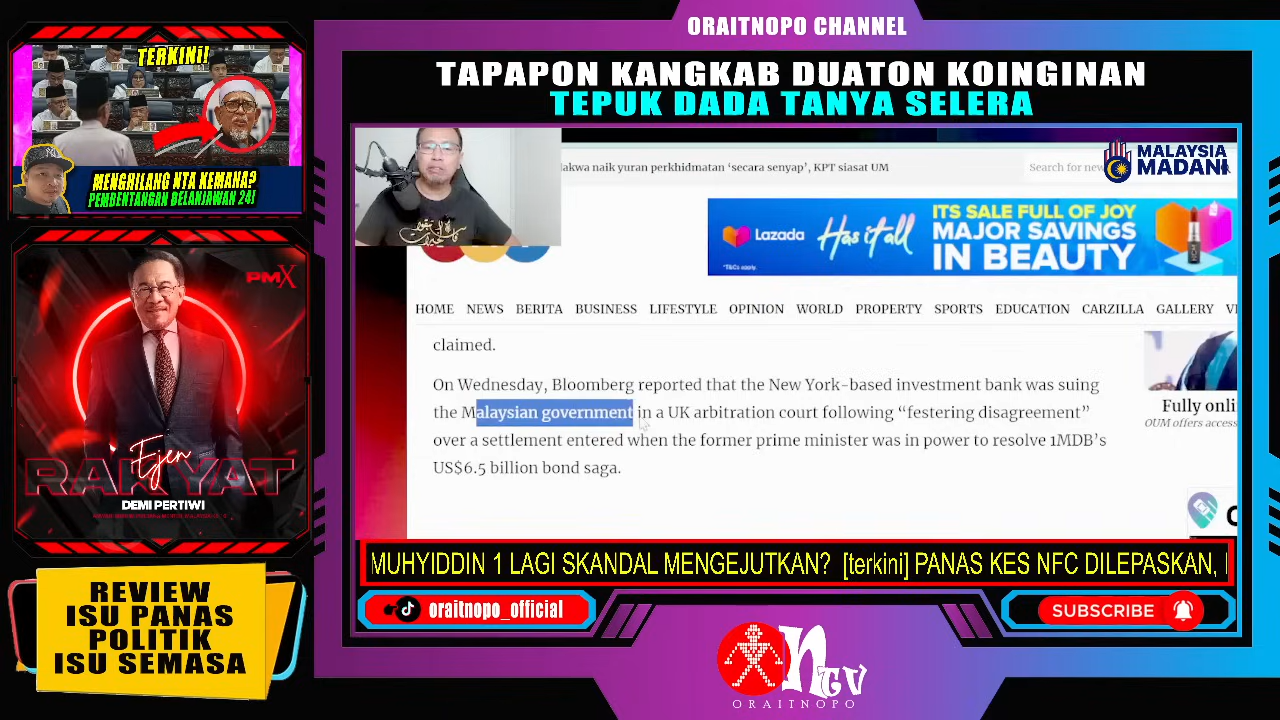 ORAITNOPO CHANNEL
TERKINI!
MENGHILANG NTA KEMANA?
PEMBENTANGAN BELANJAWAN 24!
TAPAPON KANGKAB DUATON KOINGINAN
TEPUK DADA TANYA SELERA
akwa naik yuran perkhidmatan ‘secara senyap’, KPT siasat UM
Search for new
MALAYSIA
MADANI
Lazada
Has it all
ITS SALE FULL OF JOY
MAJOR SAVINGS
IN BEAUTY
*T&Cs apply.
HOME NEWS BERITA BUSINESS LIFESTYLE OPINION WORLD PROPERTY SPORTS EDUCATION CARZILLA GALLERY VI
claimed.
On Wednesday, Bloomberg reported that the New York-based investment bank was suing
the Malaysian government in a UK arbitration court following “festering disagreement”
over a settlement entered when the former prime minister was in power to resolve 1MDB’s
US$6.5 billion bond saga.
Fully onli
OUM offers access
PMX
Ejen
RAKYAT
DEMI PERTIWI
MUHYIDDIN 1 LAGI SKANDAL MENGEJUTKAN? [terkini] PANAS KES NFC DILEPASKAN,
oraitnopo_official
SUBSCRIBE
REVIEW
ISU PANAS
POLITIK
ISU SEMASA
NTV
ORAITNOPO